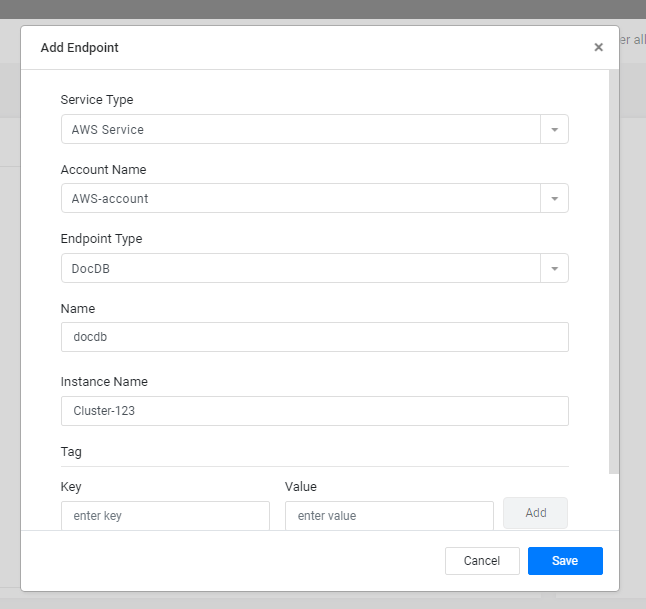 er all
Add Endpoint ×
Service Type
AWS Service
Account Name
AWS-account
Endpoint Type
DocDB
Name
docdb
Instance Name
Cluster-123
Tag
Key Value
enter key enter value Add
Cancel Save